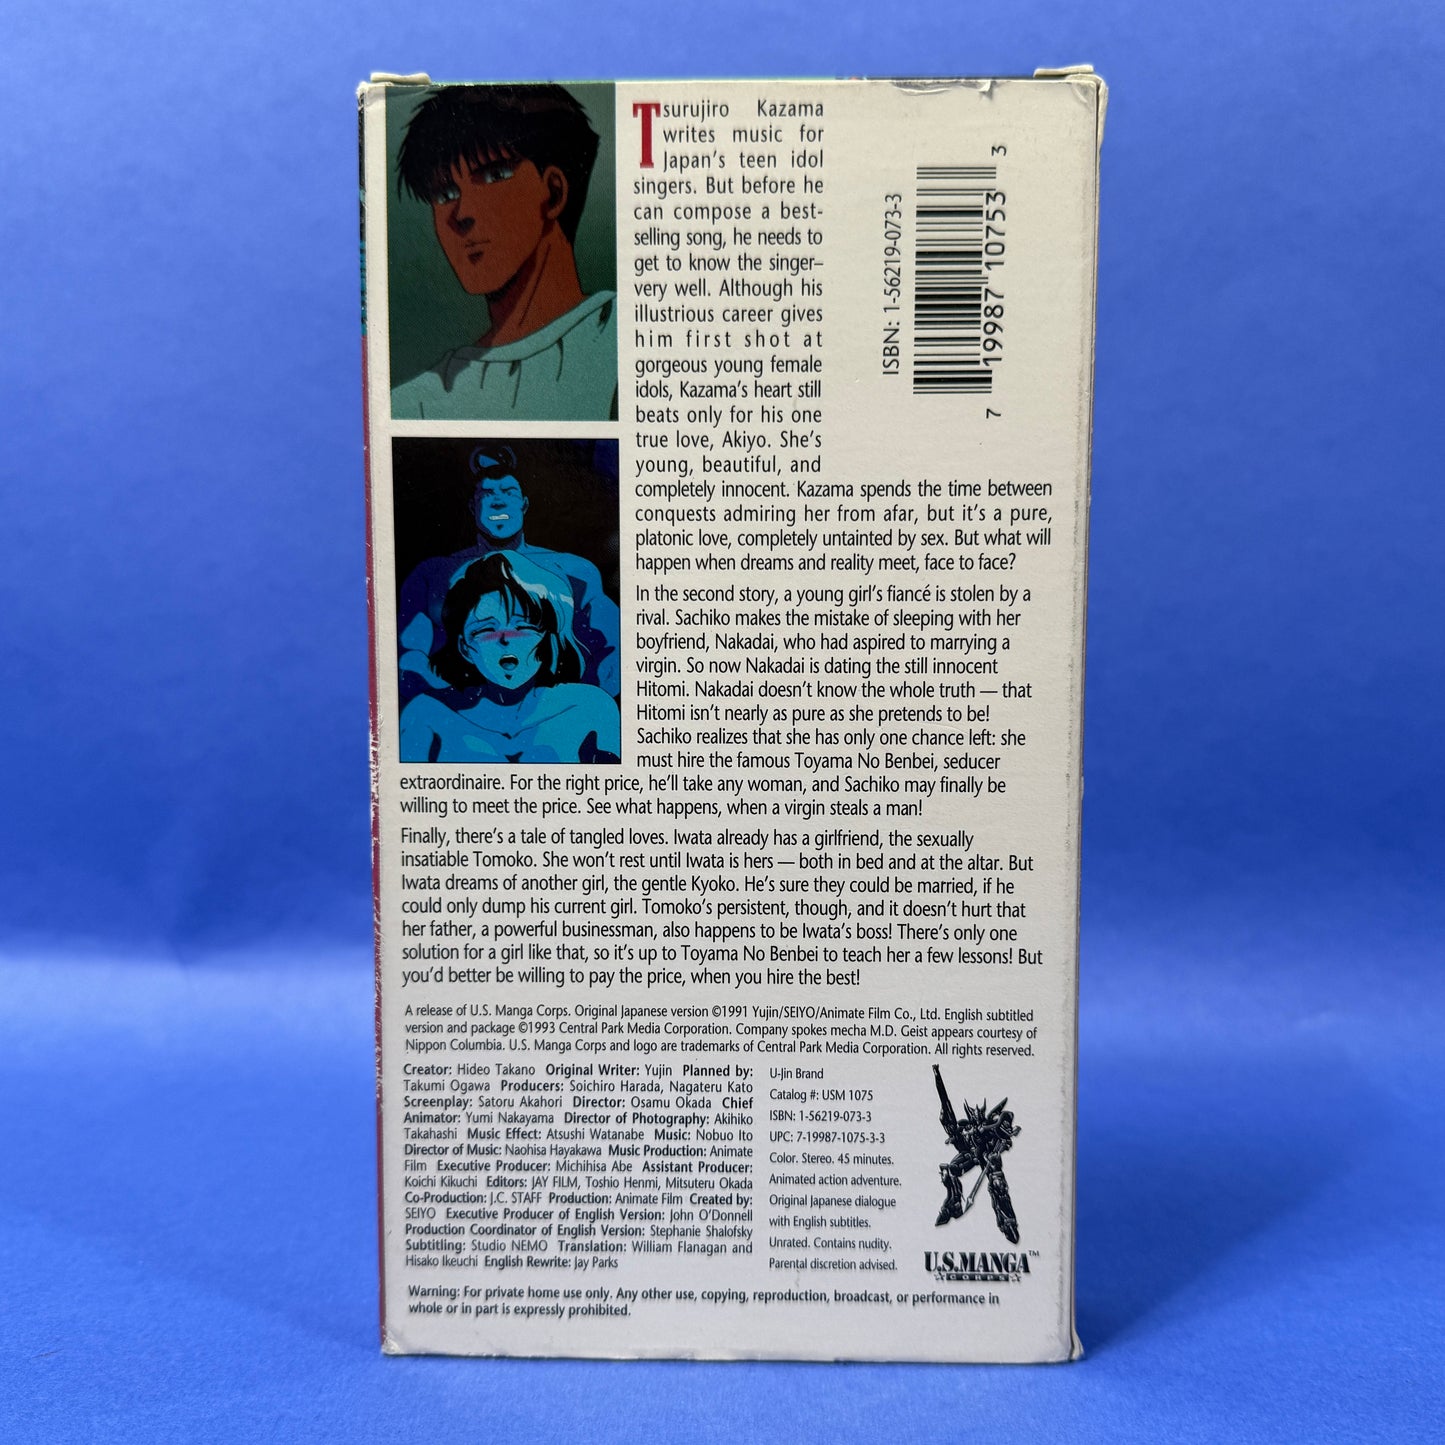 Tsurujiro Kazama
writes music for
Japan's teen idol
singers. But before he
can compose a best-
selling song, he needs to
get to know the singer–
very well. Although his
illustrious career gives
him first shot at
gorgeous young female
idols, Kazama's heart still
beats only for his one
true love, Akiyo. She's
young, beautiful, and
completely innocent. Kazama spends the time between
conquests admiring her from afar, but it's a pure,
platonic love, completely untainted by sex. But what will
happen when dreams and reality meet, face to face?
In the second story, a young girl's fiancé is stolen by a
rival. Sachiko makes the mistake of sleeping with her
boyfriend, Nakadai, who had aspired to marrying a
virgin. So now Nakadai is dating the still innocent
Hitomi. Nakadai doesn't know the whole truth — that
Hitomi isn't nearly as pure as she pretends to be!
Sachiko realizes that she has only one chance left: she
must hire the famous Toyama No Benbei, seducer
extraordinaire. For the right price, he'll take any woman, and Sachiko may finally be
willing to meet the price. See what happens, when a virgin steals a man!
Finally, there's a tale of tangled loves. Iwata already has a girlfriend, the sexually
insatiable Tomoko. She won't rest until Iwata is hers — both in bed and at the altar. But
Iwata dreams of another girl, the gentle Kyoko. He's sure they could be married, if he
could only dump his current girl. Tomoko's persistent, though, and it doesn't hurt that
her father, a powerful businessman, also happens to be Iwata's boss! There's only one
solution for a girl like that, so it's up to Toyama No Benbei to teach her a few lessons! But
you'd better be willing to pay the price, when you hire the best!
ISBN: 1-56219-073-3
7 19987 10753 3
A release of U.S. Manga Corps. Original Japanese version ©1991 Yujin/SEIYO/Animate Film Co., Ltd. English subtitled
version and package ©1993 Central Park Media Corporation. Company spokes mecha M.D. Geist appears courtesy of
Nippon Columbia. U.S. Manga Corps and logo are trademarks of Central Park Media Corporation. All rights reserved.
Creator: Hideo Takano Original Writer: Yujin Planned by:
Takumi Ogawa Producers: Soichiro Harada, Nagateru Kato
Screenplay: Satoru Akahori Director: Osamu Okada Chief
Animator: Yumi Nakayama Director of Photography: Akihiko
Takahashi Music Effect: Atsushi Watanabe Music: Nobuo Ito
Director of Music: Naohisa Hayakawa Music Production: Animate
Film Executive Producer: Michihisa Abe Assistant Producer:
Koichi Kikuchi Editors: JAY FILM, Toshio Henmi, Mitsuteru Okada
Co-Production: J.C. STAFF Production: Animate Film Created by:
SEIYO Executive Producer of English Version: John O'Donnell
Production Coordinator of English Version: Stephanie Shalofsky
Subtitling: Studio NEMO Translation: William Flanagan and
Hisako Ikeuchi English Rewrite: Jay Parks
U-Jin Brand
Catalog #: USM 1075
ISBN: 1-56219-073-3
UPC: 7-19987-1075-3-3
Color. Stereo. 45 minutes.
Animated action adventure.
Original Japanese dialogue
with English subtitles.
Unrated. Contains nudity.
Parental discretion advised.
U.S.MANGA™
CORPS
Warning: For private home use only. Any other use, copying, reproduction, broadcast, or performance in
whole or in part is expressly prohibited.